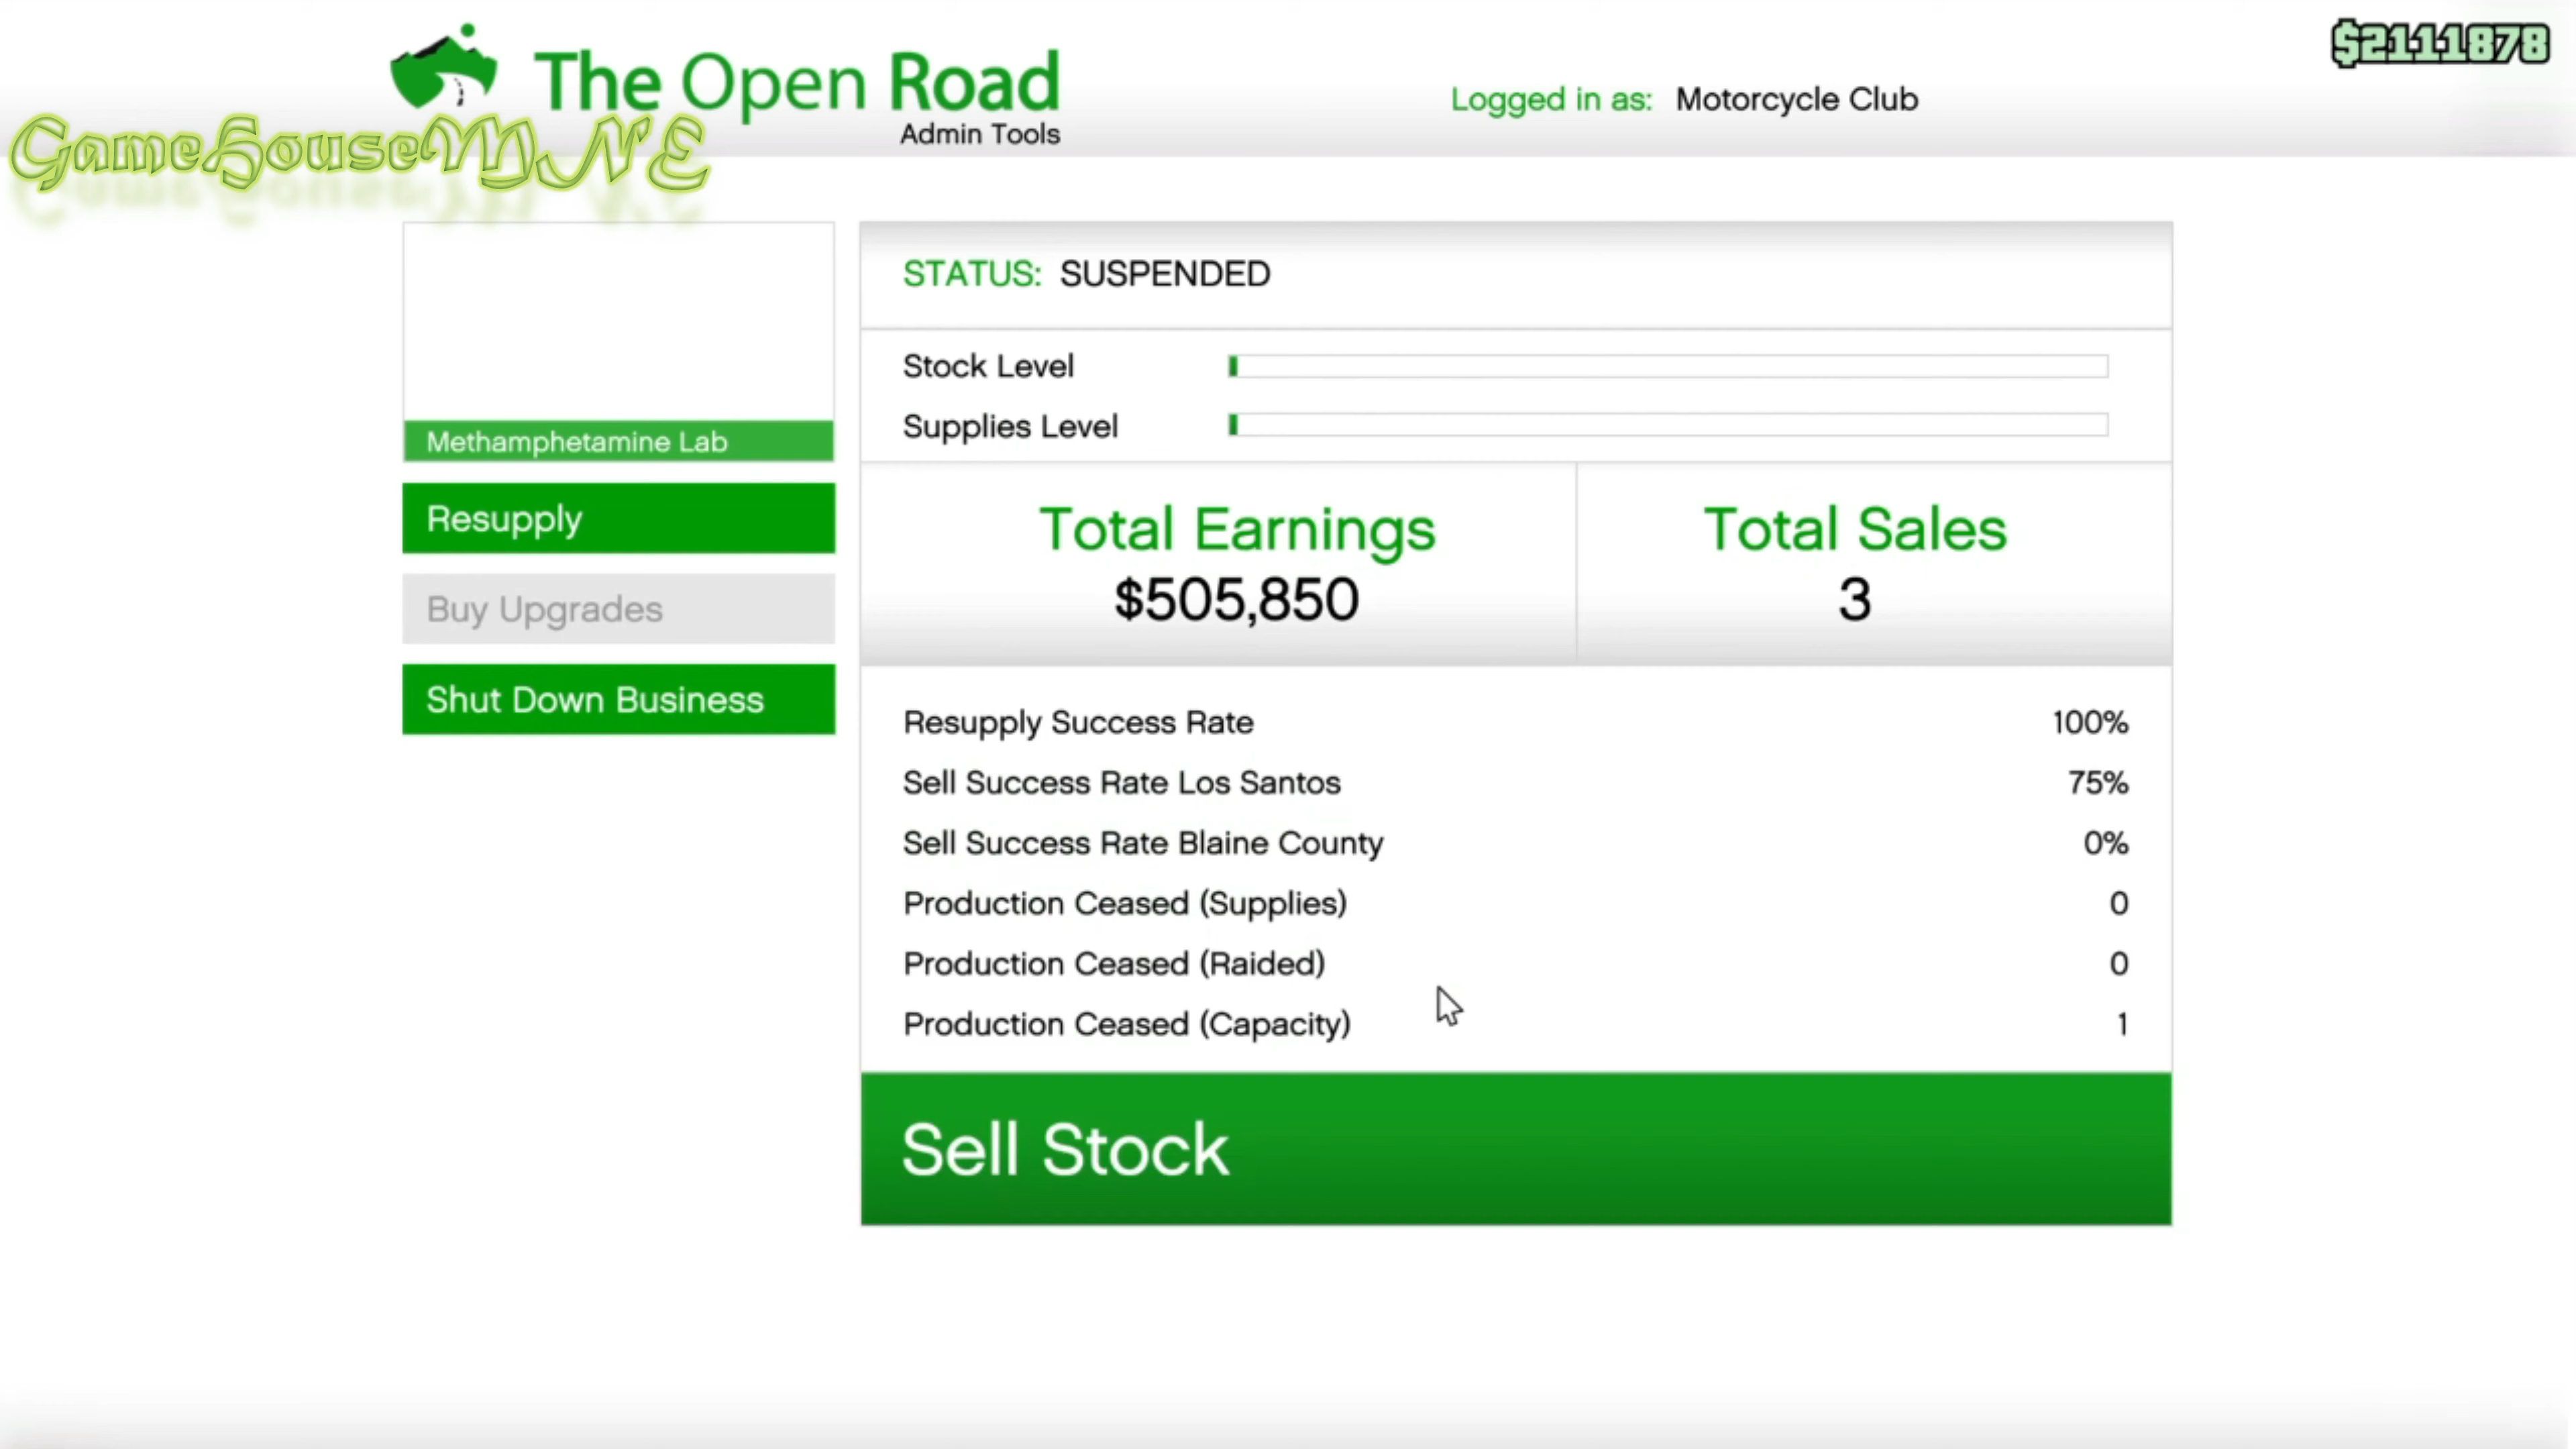 $2111878
The Open Road
Admin Tools
Logged in as: Motorcycle Club
GameHouseMNE
Methamphetamine Lab
Resupply
Buy Upgrades
Shut Down Business
STATUS: SUSPENDED
Stock Level
Supplies Level
Total Earnings
$505,850
Total Sales
3
Resupply Success Rate 100%
Sell Success Rate Los Santos 75%
Sell Success Rate Blaine County 0%
Production Ceased (Supplies) 0
Production Ceased (Raided) 0
Production Ceased (Capacity) 1
Sell Stock